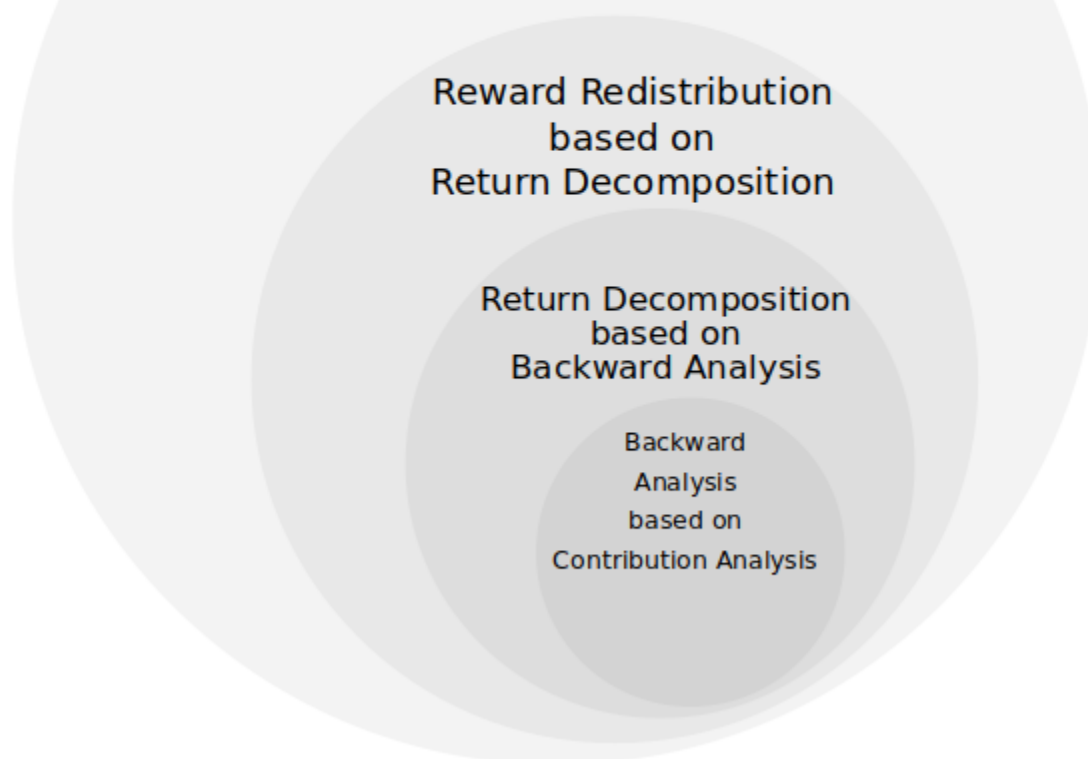 Reward Redistribution
based on
Return Decomposition
Return Decomposition
based on
Backward Analysis
Backward
Analysis
based on
Contribution Analysis